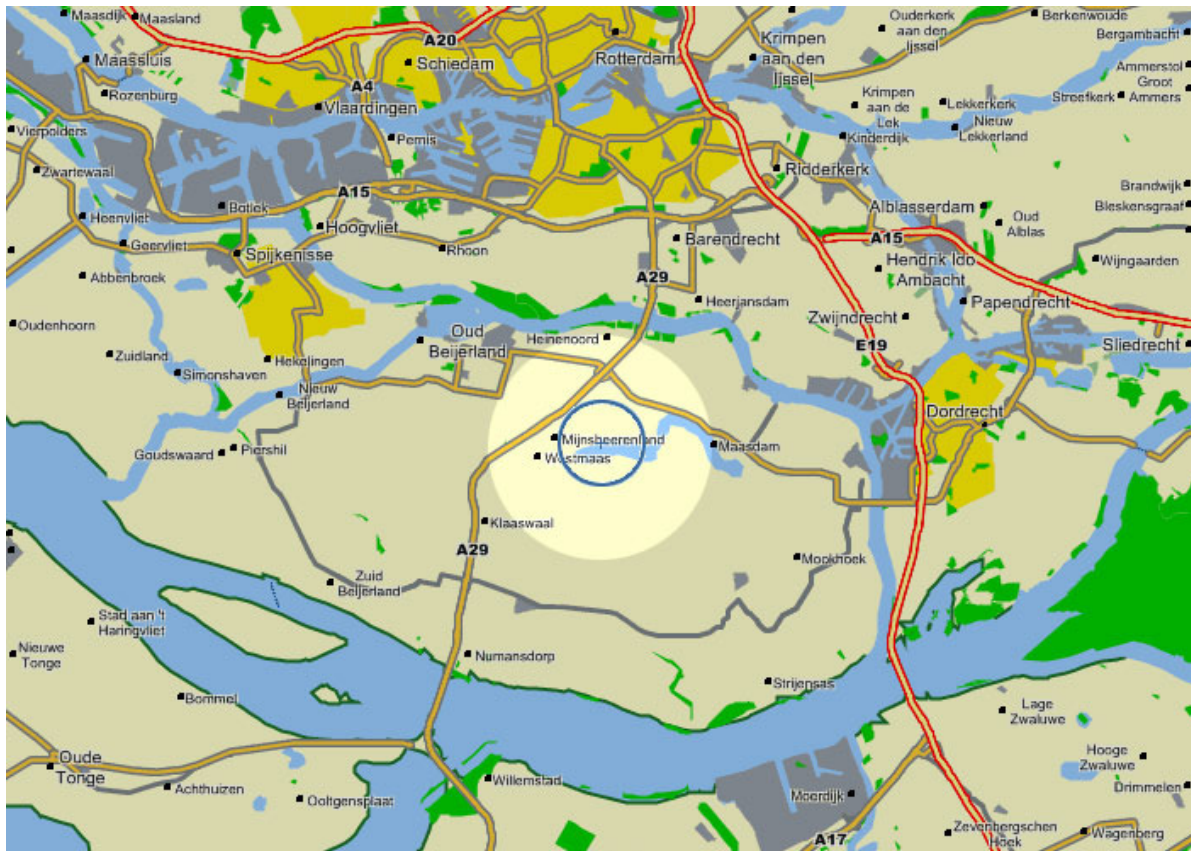 Maasdijk
Maasland
Ouderkerk
aan den
Ijssel
Berkenwoude
Bergambacht
A20
Krimpen
aan den
Ijssel
Maassluis
Schiedam
Rotterdam
Ammerstol
Groot
Ammers
Streefkerk
Rozenburg
A4
Vlaardingen
Krimpen
aan de
Lek
Lekkerkerk
Nieuw
Lekkerland
Vierpolders
Pernis
Kinderdijk
Zwartewaal
Ridderkerk
A15
Brandwijk
Bleskensgraaf
Heenvliet
Botlek
Hoogvliet
Alblasserdam
Oud
Alblas
Geervliet
Spijkenisse
Rhoon
Barendrecht
A15
Hendrik Ido
Ambacht
Wijngaarden
Abbenbroek
A29
Heerjansdam
Papendrecht
Oudenhoorn
Zwijndrecht
Oud
Beijerland
Heinenoord
E19
Sliedrecht
Zuidland
Hekelingen
Simonshaven
Nieuw
Beijerland
Dordrecht
Mijnsheerenland
Maasdam
Goudswaard
Piershil
Westmaas
Klaaswaal
A29
Mookhoek
Zuid
Beijerland
Stad aan 't
Haringvliet
Nieuwe
Tonge
Numansdorp
Strijensas
Bommel
Lage
Zwaluwe
Oude
Tonge
Hooge
Zwaluwe
Achthuizen
Ooltgensplaat
Willemstad
Moerdijk
Drimmelen
A17
Zevenbergschen
Hoek
Wagenberg